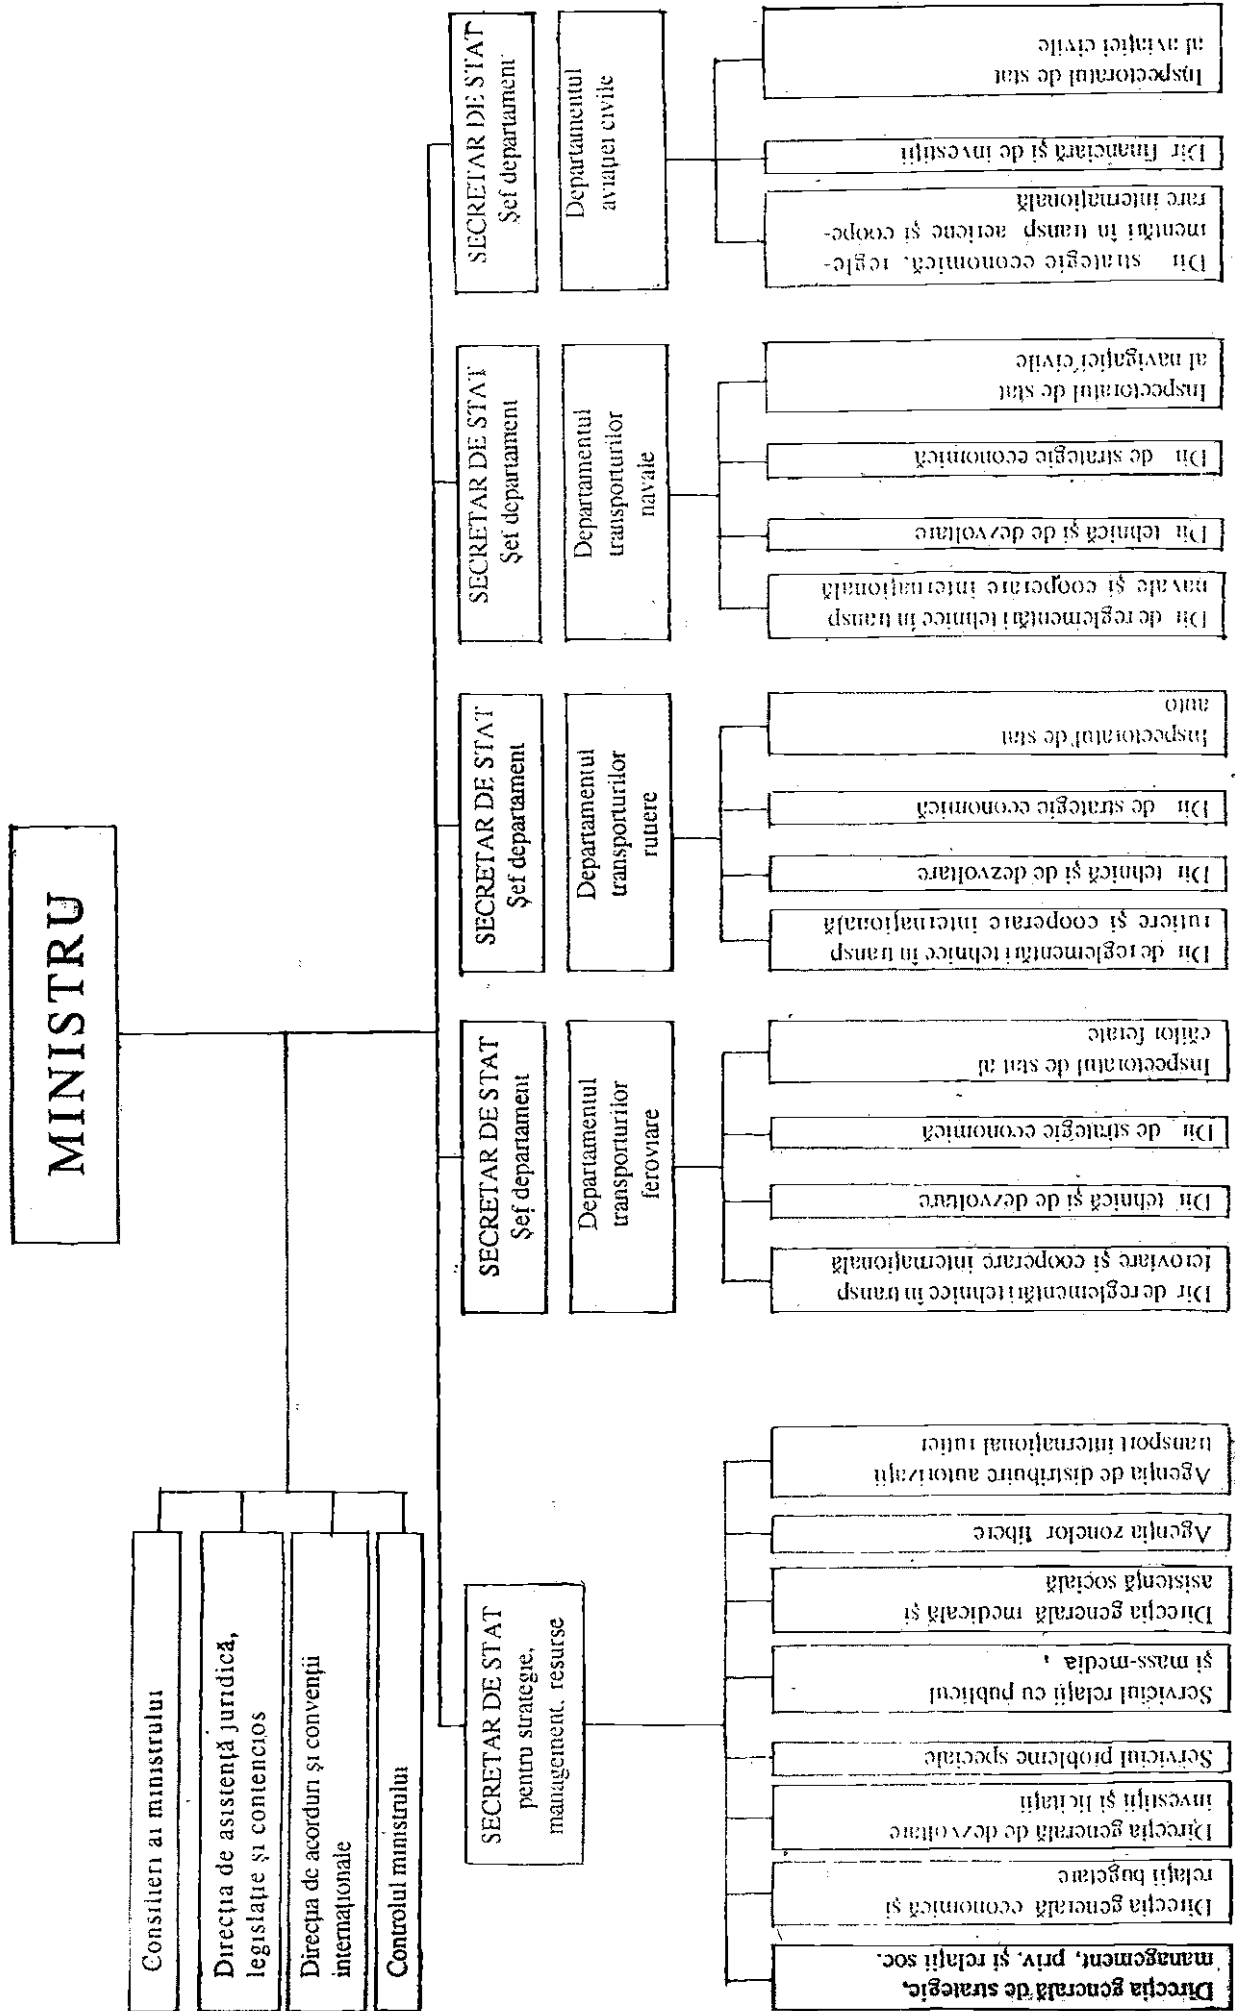 MINISTRU
Consilieri ai ministrului
Direcția de asistență juridică,
legislație și contencios
Direcția de acorduri și convenții
internaționale
Controlul ministrului
SECRETAR DE STAT
pentru strategie,
management, resurse
SECRETAR DE STAT
Șef departament
SECRETAR DE STAT
Șef departament
SECRETAR DE STAT
Șef departament
SECRETAR DE STAT
Șef departament
Departamentul
transporturilor
feroviare
Departamentul
transporturilor
rutiere
Departamentul
transporturilor
navale
Departamentul
aviației civile
Direcția generală de strategie,
management, priv. și relații soc.
Direcția generală economică și
relații bugetare
Direcția generală de dezvoltare
investiții și licitații
Serviciul probleme speciale
Serviciul relații cu publicul
și mass-media ,
Direcția generală medicală și
asistență socială
Agenția zonelor libere
Agenția de distribuire autorizații
transport internațional rutier
Dir de reglementări tehnice în transp
feroviare și cooperare internațională
Dir tehnică și de dezvoltare
Dir de strategie economică
Inspectoratul de stat al
căilor ferate
Dir de reglementări tehnice în transp
rutiere și cooperare internațională
Dir tehnică și de dezvoltare
Dir de strategie economică
Inspectoratul de stat
auto
Dir de reglementări tehnice în transp
navale și cooperare internațională
Dir tehnică și de dezvoltare
Dir de strategie economică
Inspectoratul de stat
al navigației civile
Dir strategie economică, regle-
mentări în transp aeriene și coope-
rare internațională
Dir financiară și de investiții
Inspectoratul de stat
al aviației civile